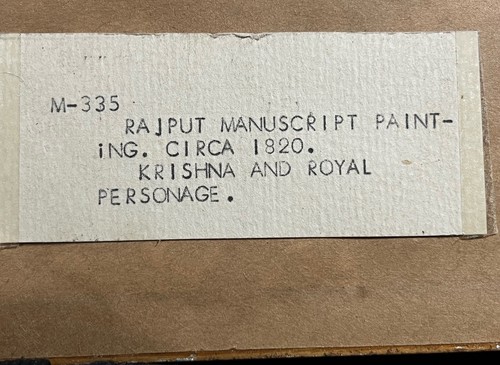 M-335
RAJPUT MANUSCRIPT PAINT-
iNG. CIRCA 1820.
KRISHNA AND ROYAL
PERSONAGE.